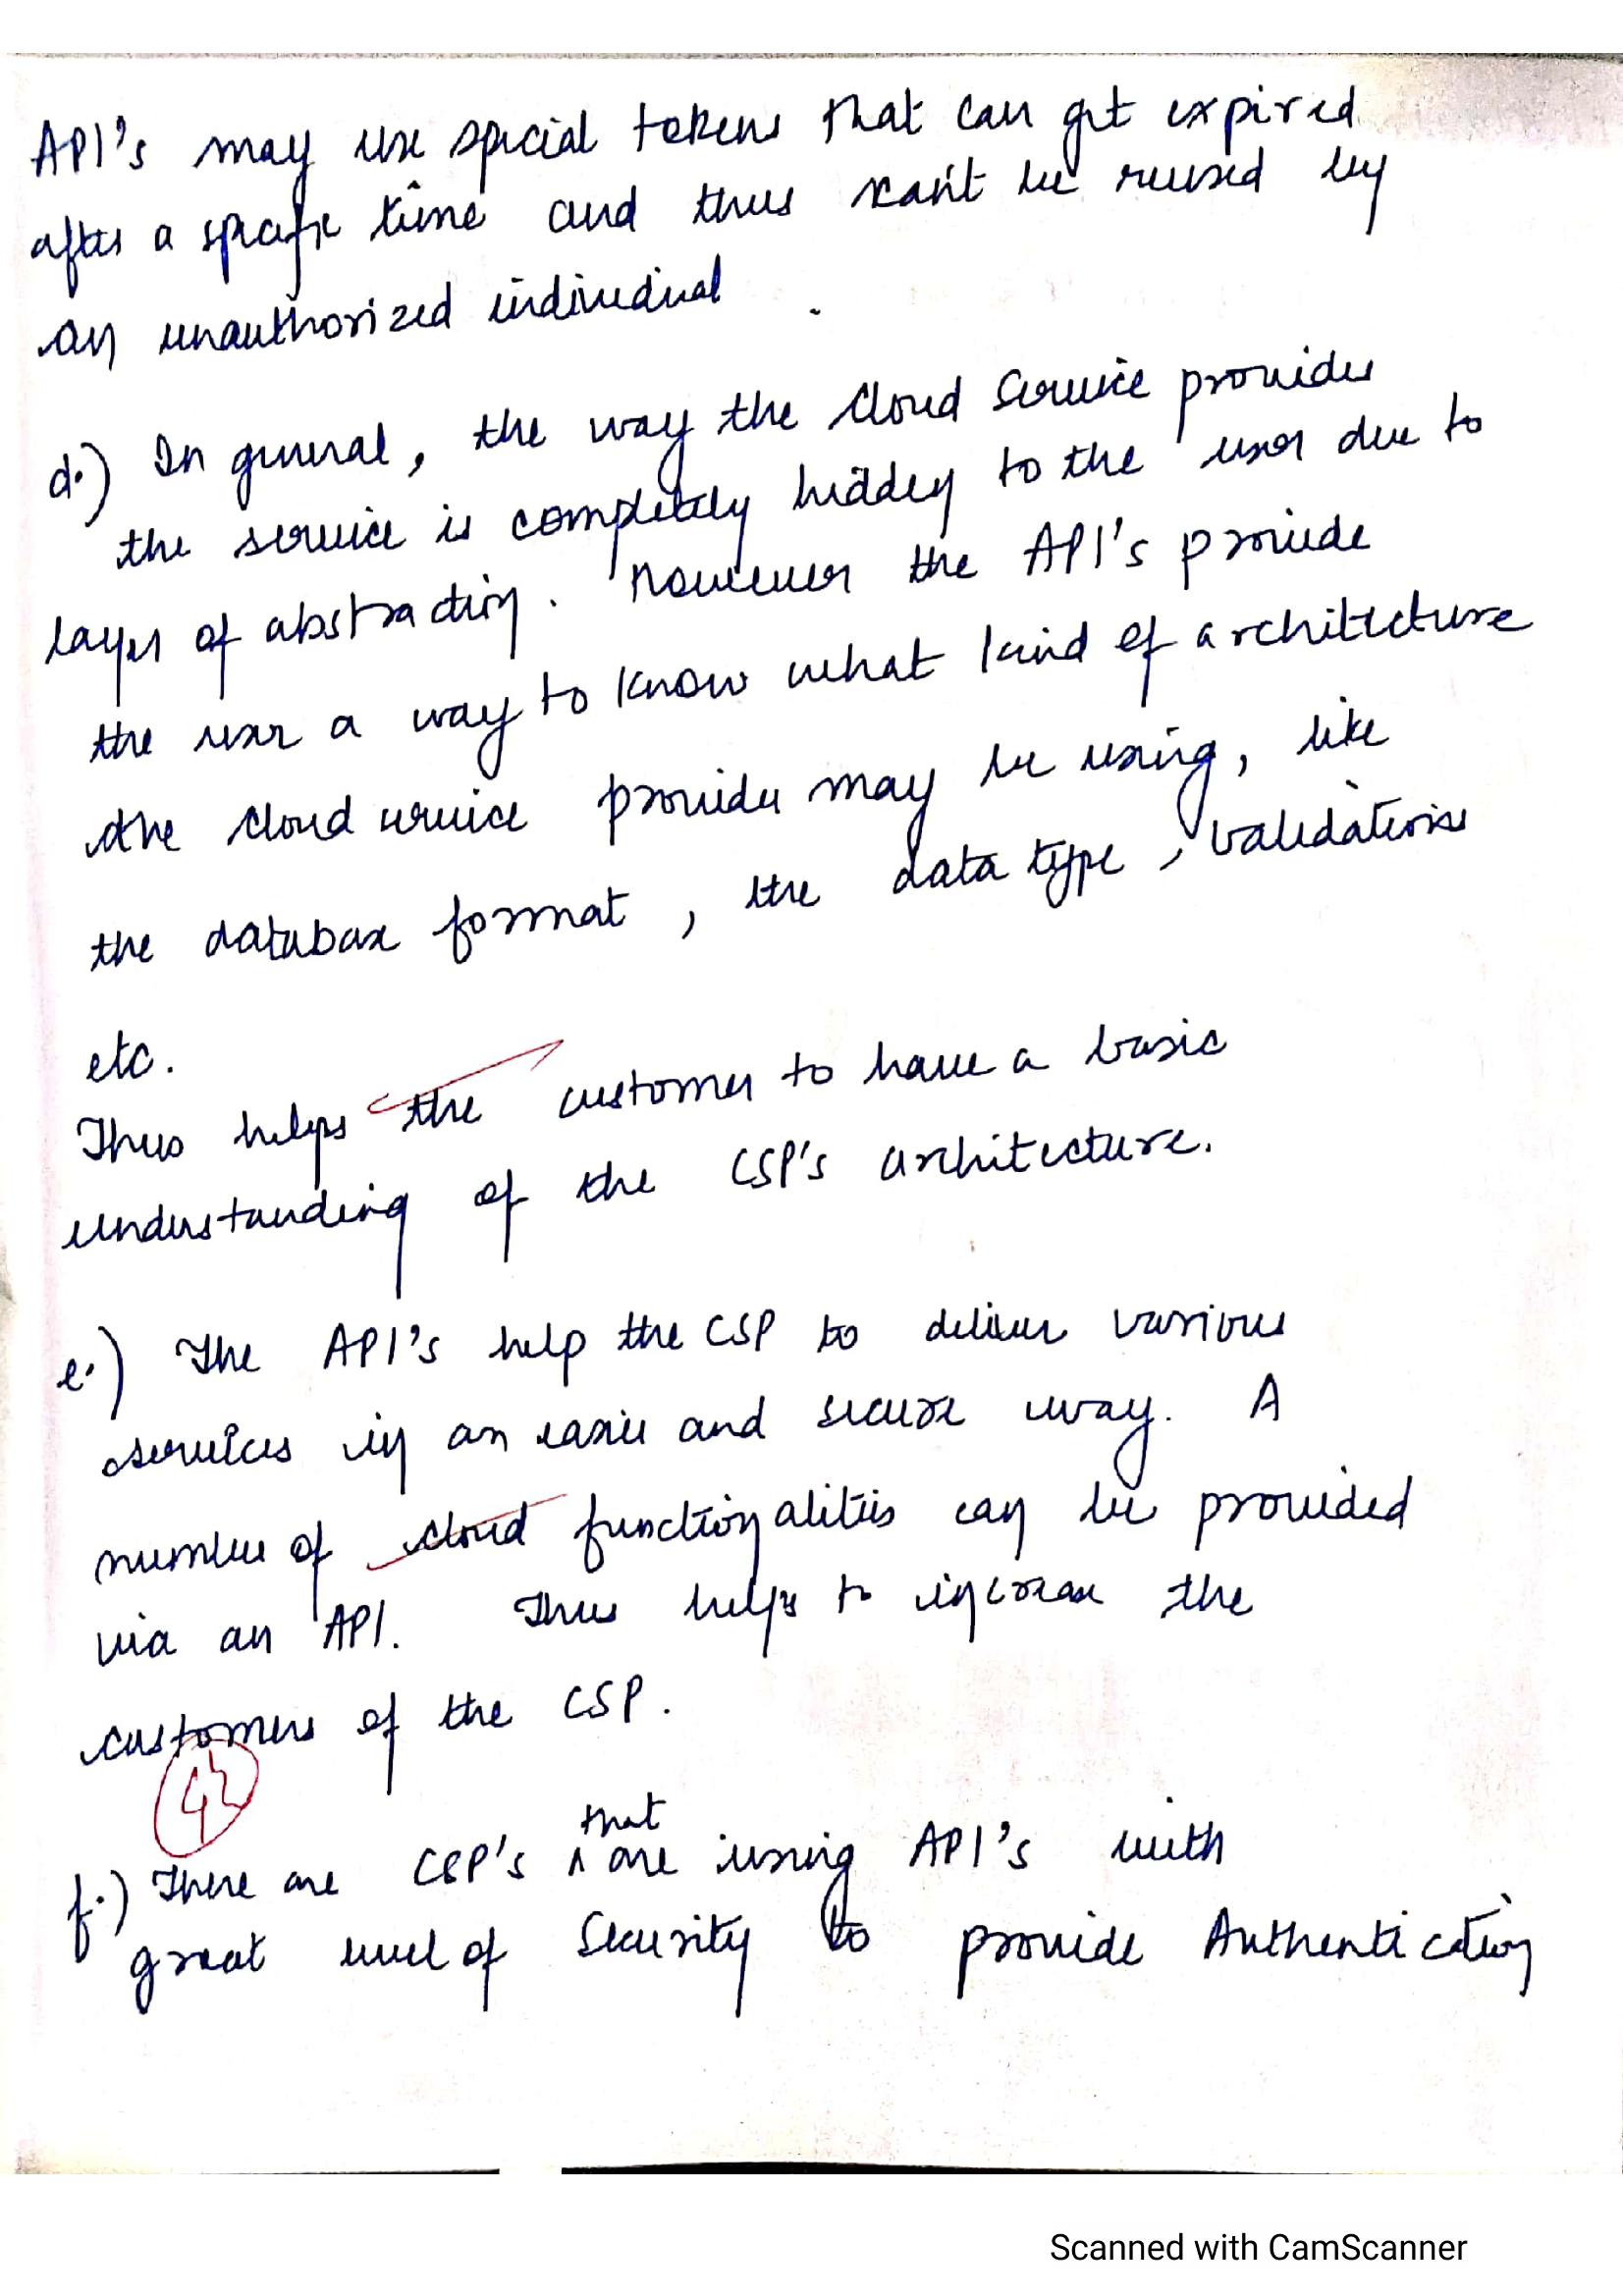 API's may use special tokens that can get expired
after a specific time and thus can't be reused by
an unauthorized individual .
d.) In general, the way the cloud service provides
the service is completely hidden to the user due to
layer of abstraction. However the API's provide
the user a way to know what kind of architecture
the cloud service provider may be using, like
the database format, the data type, validations
etc.
Thus helps the customer to have a basic
understanding of the CSP's architecture.
e.) The API's help the CSP to deliver various
services in an easier and secure way. A
number of cloud functionalities can be provided
via an API. Thus helps to increase the
customers of the CSP.
that
f.) There are CSP's ^ are using API's with
great level of Security to provide Authentication
Scanned with CamScanner